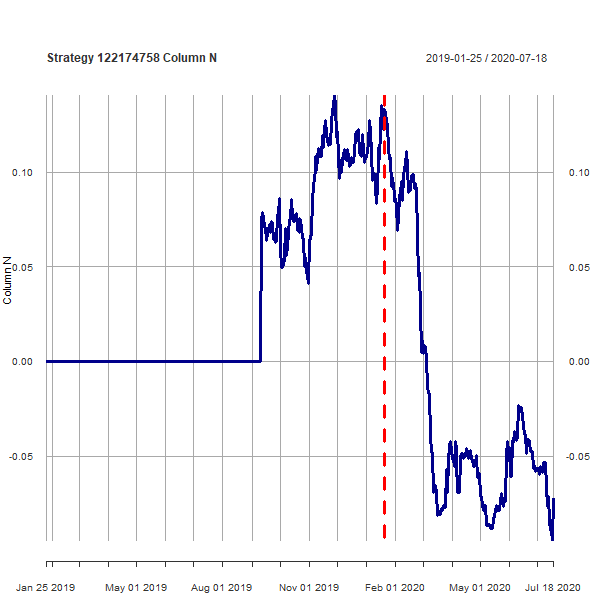 Strategy 122174758 Column N
2019-01-25 / 2020-07-18
0.10
0.10
0.05
0.05
Column N
0.00
0.00
-0.05
-0.05
Jan 25 2019
May 01 2019
Aug 01 2019
Nov 01 2019
Feb 01 2020
May 01 2020
Jul 18 2020